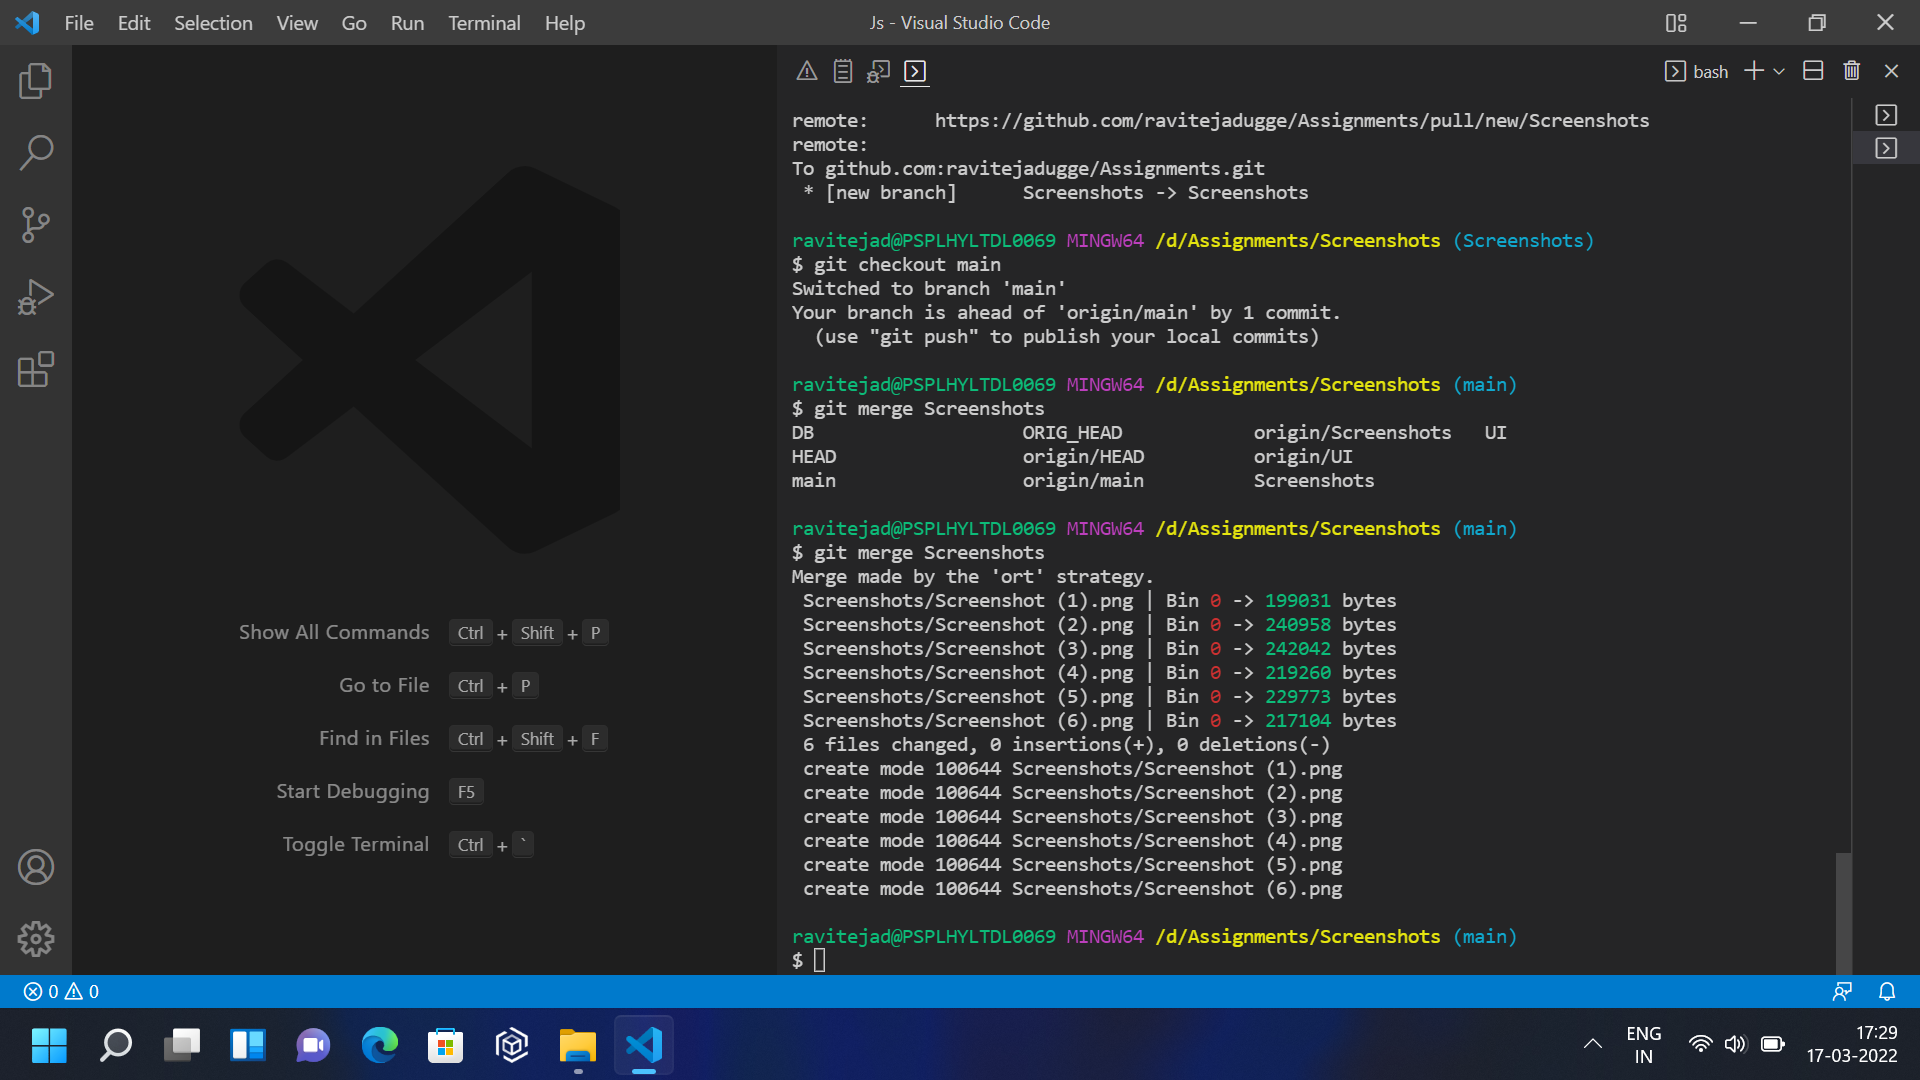 File Edit Selection View Go Run Terminal Help
Js - Visual Studio Code
bash
remote:      https://github.com/ravitejadugge/Assignments/pull/new/Screenshots
remote:
To github.com:ravitejadugge/Assignments.git
 * [new branch]      Screenshots -> Screenshots
ravitejad@PSPLHYLTDL0069 MINGW64 /d/Assignments/Screenshots (Screenshots)
$ git checkout main
Switched to branch 'main'
Your branch is ahead of 'origin/main' by 1 commit.
  (use "git push" to publish your local commits)
ravitejad@PSPLHYLTDL0069 MINGW64 /d/Assignments/Screenshots (main)
$ git merge Screenshots
DB                   ORIG_HEAD            origin/Screenshots   UI
HEAD                 origin/HEAD          origin/UI
main                 origin/main          Screenshots
ravitejad@PSPLHYLTDL0069 MINGW64 /d/Assignments/Screenshots (main)
$ git merge Screenshots
Merge made by the 'ort' strategy.
 Screenshots/Screenshot (1).png | Bin 0 -> 199031 bytes
 Screenshots/Screenshot (2).png | Bin 0 -> 240958 bytes
 Screenshots/Screenshot (3).png | Bin 0 -> 242042 bytes
 Screenshots/Screenshot (4).png | Bin 0 -> 219260 bytes
 Screenshots/Screenshot (5).png | Bin 0 -> 229773 bytes
 Screenshots/Screenshot (6).png | Bin 0 -> 217104 bytes
 6 files changed, 0 insertions(+), 0 deletions(-)
 create mode 100644 Screenshots/Screenshot (1).png
 create mode 100644 Screenshots/Screenshot (2).png
 create mode 100644 Screenshots/Screenshot (3).png
 create mode 100644 Screenshots/Screenshot (4).png
 create mode 100644 Screenshots/Screenshot (5).png
 create mode 100644 Screenshots/Screenshot (6).png
ravitejad@PSPLHYLTDL0069 MINGW64 /d/Assignments/Screenshots (main)
$
Show All Commands Ctrl + Shift + P
Go to File Ctrl + P
Find in Files Ctrl + Shift + F
Start Debugging F5
Toggle Terminal Ctrl + `
0 0
ENG
IN
17:29
17-03-2022